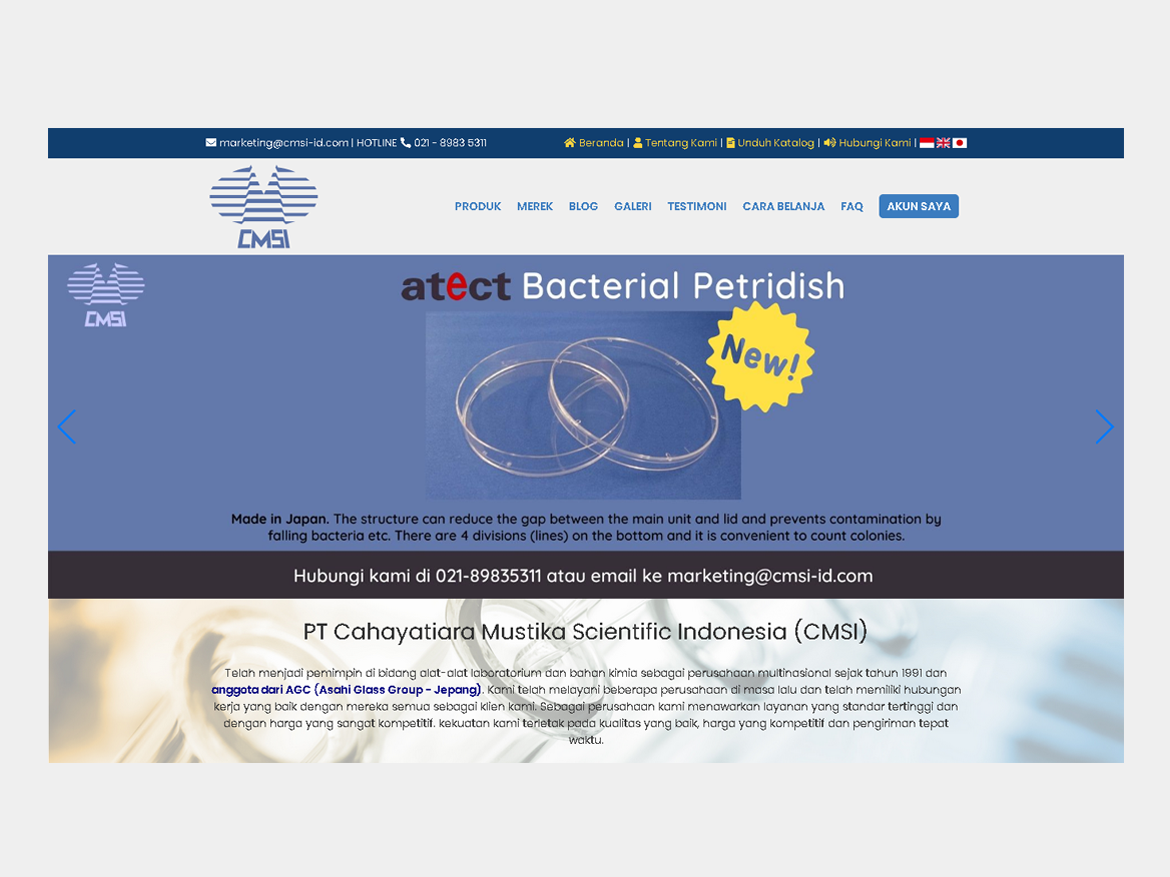 marketing@cmsi-id.com | HOTLINE 021 - 8983 5311
Beranda | Tentang Kami | Unduh Katalog | Hubungi Kami |
CMSI
PRODUK MEREK BLOG GALERI TESTIMONI CARA BELANJA FAQ AKUN SAYA
CMSI
atect Bacterial Petridish
New!
Made in Japan. The structure can reduce the gap between the main unit and lid and prevents contamination by
falling bacteria etc. There are 4 divisions (lines) on the bottom and it is convenient to count colonies.
Hubungi kami di 021-89835311 atau email ke marketing@cmsi-id.com
PT Cahayatiara Mustika Scientific Indonesia (CMSI)
Telah menjadi pemimpin di bidang alat-alat laboratorium dan bahan kimia sebagai perusahaan multinasional sejak tahun 1991 dan
anggota dari AGC (Asahi Glass Group - Jepang). Kami telah melayani beberapa perusahaan di masa lalu dan telah memiliki hubungan
kerja yang baik dengan mereka semua sebagai klien kami. Sebagai perusahaan kami menawarkan layanan yang standar tertinggi dan
dengan harga yang sangat kompetitif. kekuatan kami terletak pada kualitas yang baik, harga yang kompetitif dan pengiriman tepat
waktu.